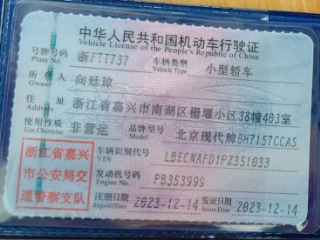 中华人民共和国机动车行驶证
Vehicle License of the People's Republic of China
号牌号码 浙FTT737 车辆类型 小型轿车
Plate No. Vehicle Type
所有人 向廷琼
Owner
住址 浙江省嘉兴市南湖区栅堰小区38幢403室
Address
使用性质 非营运 品牌型号 北京现代牌BH7157CCAS
Use Character Model
浙江省嘉兴 车辆识别代号 LBECNAFD1PZ351033
VIN
市公安局交 发动机号码 PB353999
Engine No.
通警察支队 注册日期 2023-12-14 发证日期 2023-12-14
Register Date Issue Date